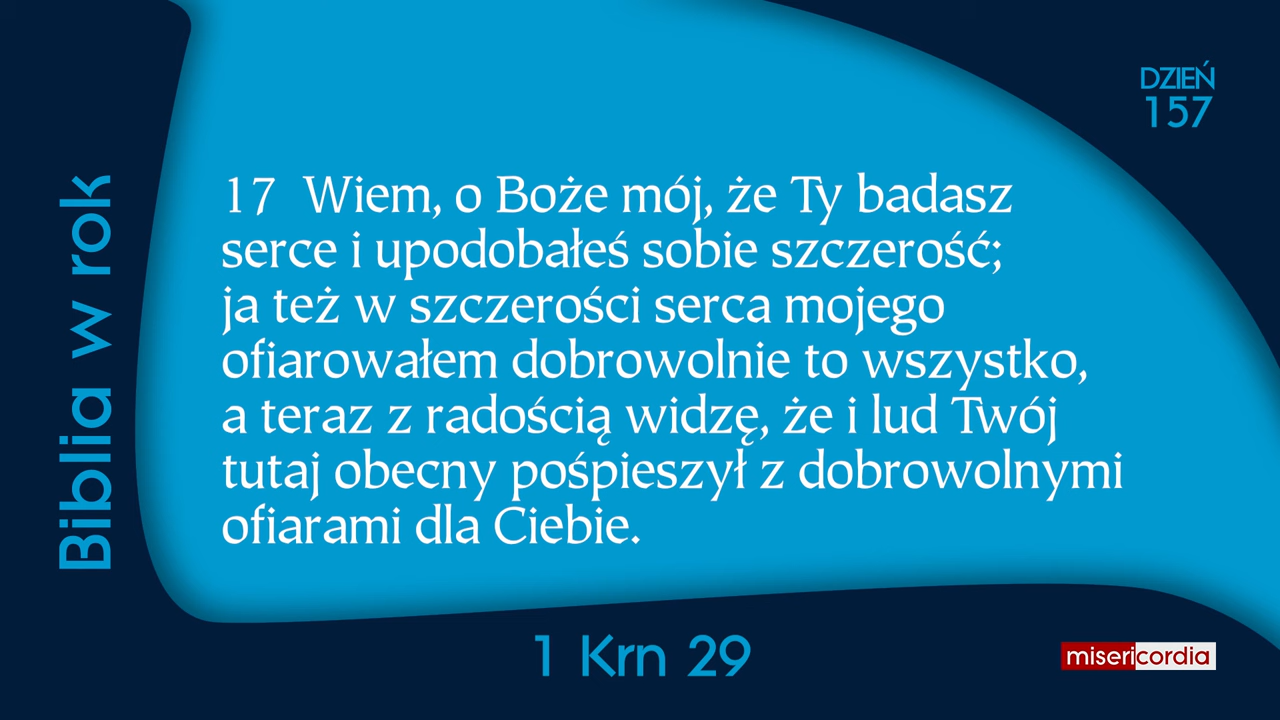 DZIEŃ
157
Biblia w rok
17 Wiem, o Boże mój, że Ty badasz
serce i upodobałeś sobie szczerość;
ja też w szczerości serca mojego
ofiarowałem dobrowolnie to wszystko,
a teraz z radością widzę, że i lud Twój
tutaj obecny pośpieszył z dobrowolnymi
ofiarami dla Ciebie.
1 Krn 29
misericordia